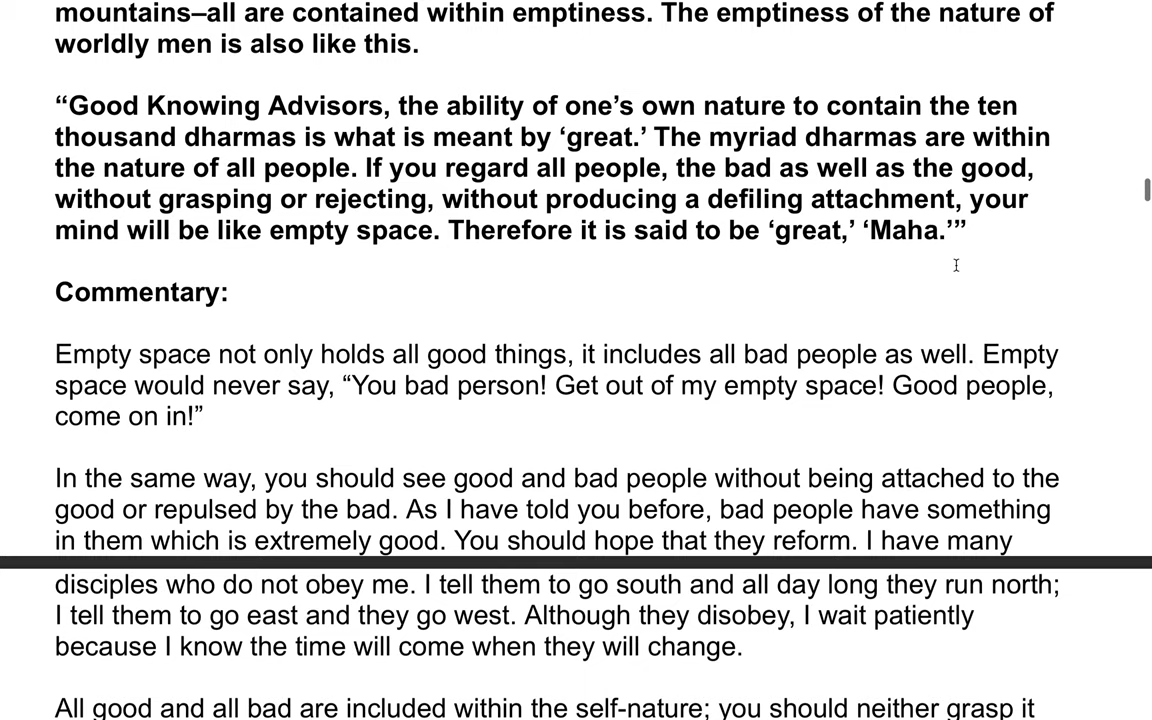 mountains–all are contained within emptiness. The emptiness of the nature of
worldly men is also like this.
“Good Knowing Advisors, the ability of one’s own nature to contain the ten
thousand dharmas is what is meant by ‘great.’ The myriad dharmas are within
the nature of all people. If you regard all people, the bad as well as the good,
without grasping or rejecting, without producing a defiling attachment, your
mind will be like empty space. Therefore it is said to be ‘great,’ ‘Maha.’”
Commentary:
Empty space not only holds all good things, it includes all bad people as well. Empty
space would never say, “You bad person! Get out of my empty space! Good people,
come on in!”
In the same way, you should see good and bad people without being attached to the
good or repulsed by the bad. As I have told you before, bad people have something
in them which is extremely good. You should hope that they reform. I have many
disciples who do not obey me. I tell them to go south and all day long they run north;
I tell them to go east and they go west. Although they disobey, I wait patiently
because I know the time will come when they will change.
All good and all bad are included within the self-nature; you should neither grasp it